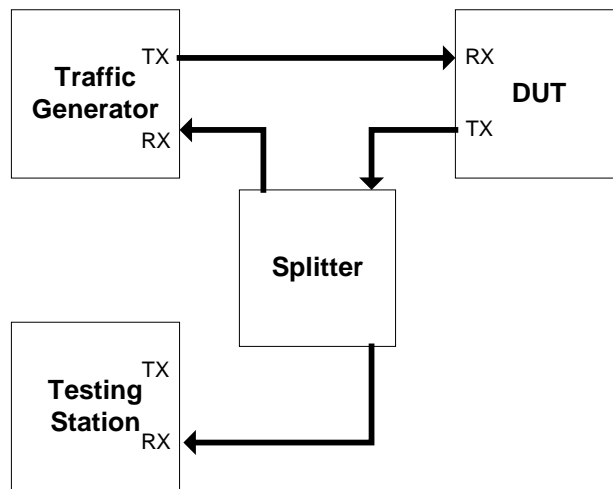 TX
Traffic
Generator
RX
RX
DUT
TX
Splitter
TX
Testing
Station
RX